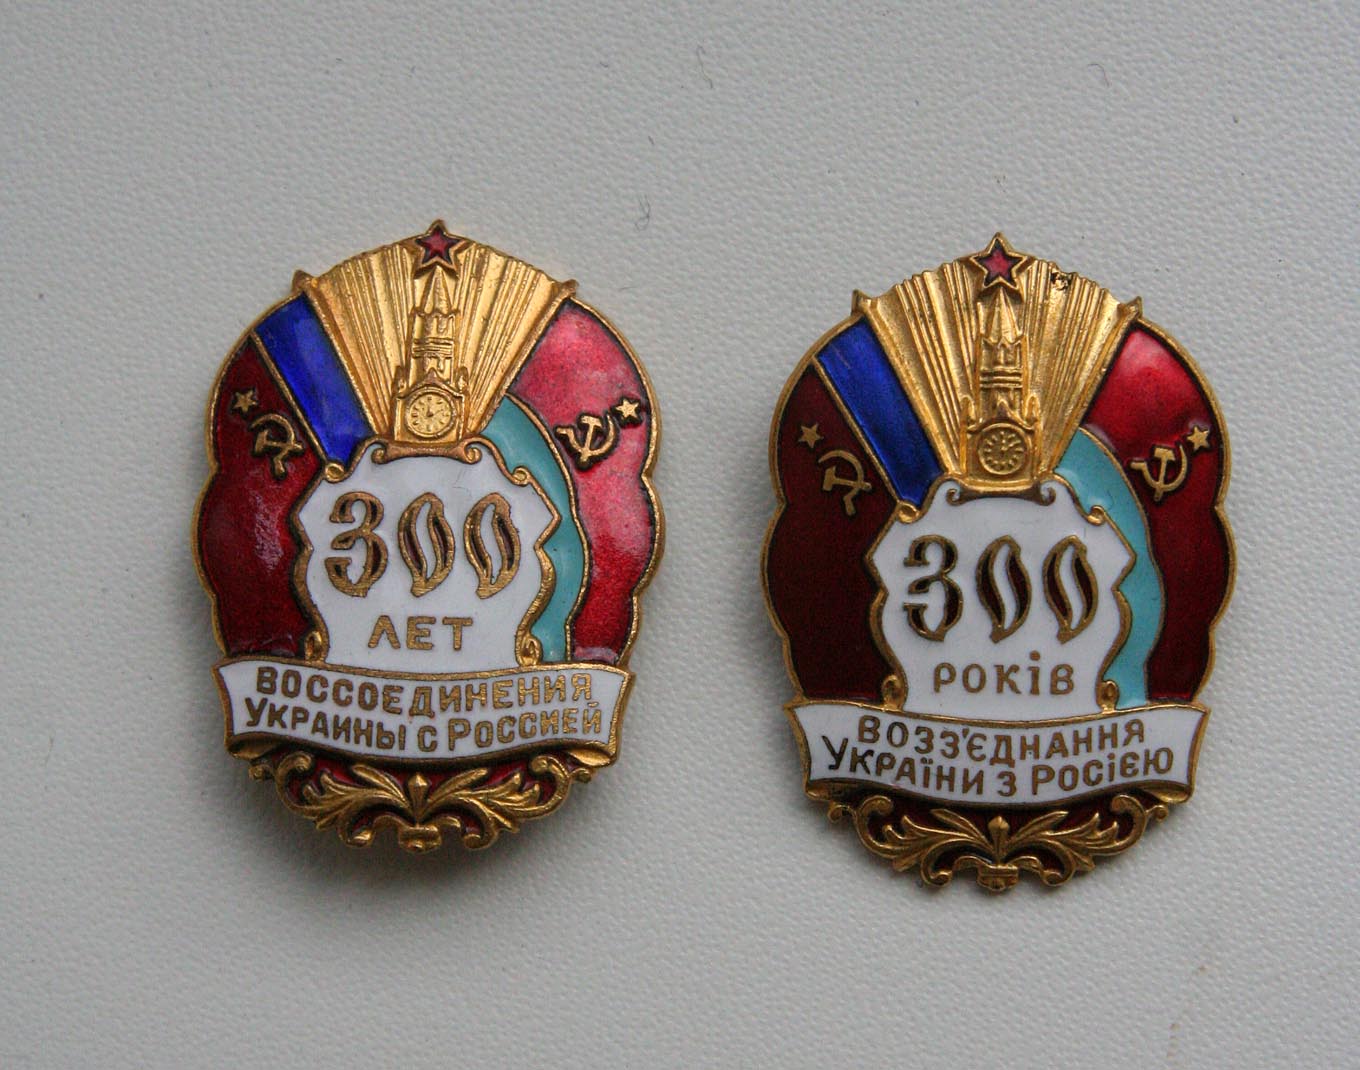 300
ЛЕТ
ВОССОЕДИНЕНИЯ
УКРАИНЫ С РОССИЕЙ
300
РОКІВ
ВОЗЗ'ЄДНАННЯ
УКРАЇНИ З РОСІЄЮ